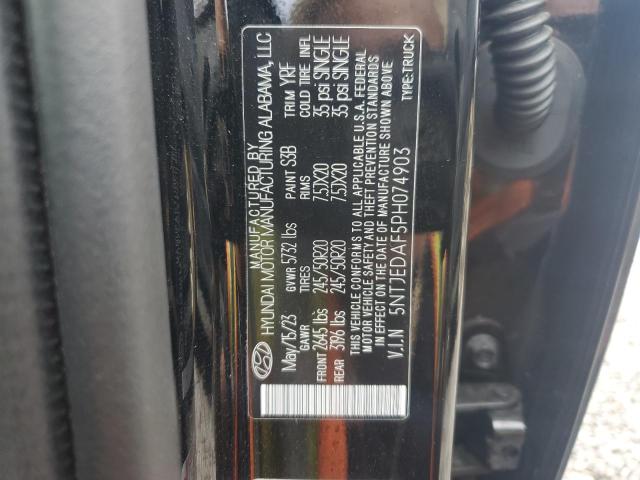 MANUFACTURED BY
HYUNDAI MOTOR MANUFACTURING ALABAMA, LLC
May/15/23 GVWR 5732 lbs PAINT S3B TRIM YRF
GAWR TIRES RIMS COLD TIRE INFL
FRONT 2645 lbs 245/50R20 7.5JX20 35 psi SINGLE
REAR 3196 lbs 245/50R20 7.5JX20 35 psi SINGLE
THIS VEHICLE CONFORMS TO ALL APPLICABLE U.S.A. FEDERAL
MOTOR VEHICLE SAFETY AND THEFT PREVENTION STANDARDS
IN EFFECT ON THE DATE OF MANUFACTURE SHOWN ABOVE
V.I.N 5NTJEDAF5PH074903 TYPE:TRUCK